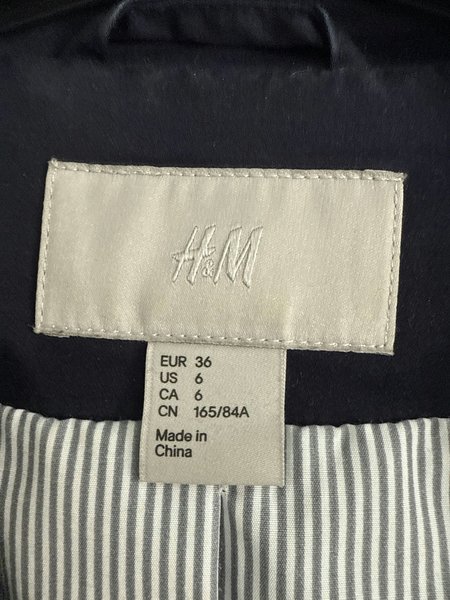 H&M
EUR 36
US 6
CA 6
CN 165/84A
Made in
China